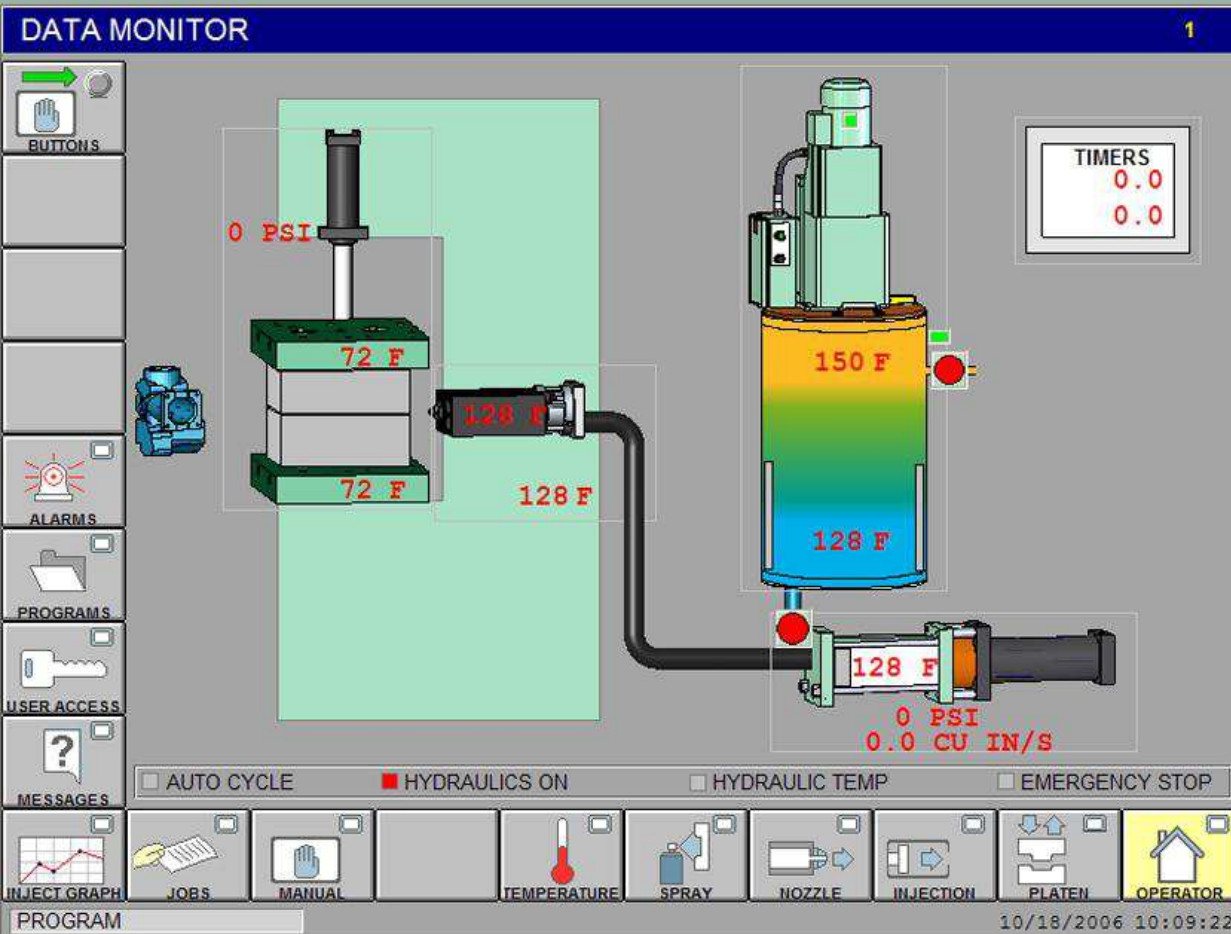 DATA MONITOR
1
BUTTONS
TIMERS
0.0
0.0
0 PSI
72 F
150 F
128 F
72 F
128 F
128 F
128 F
0 PSI
0.0 CU IN/S
ALARMS
PROGRAMS
USER ACCESS
?
MESSAGES
AUTO CYCLE
HYDRAULICS ON
HYDRAULIC TEMP
EMERGENCY STOP
INJECT GRAPH
JOBS
MANUAL
TEMPERATURE
SPRAY
NOZZLE
INJECTION
PLATEN
OPERATOR
PROGRAM
10/18/2006 10:09:22